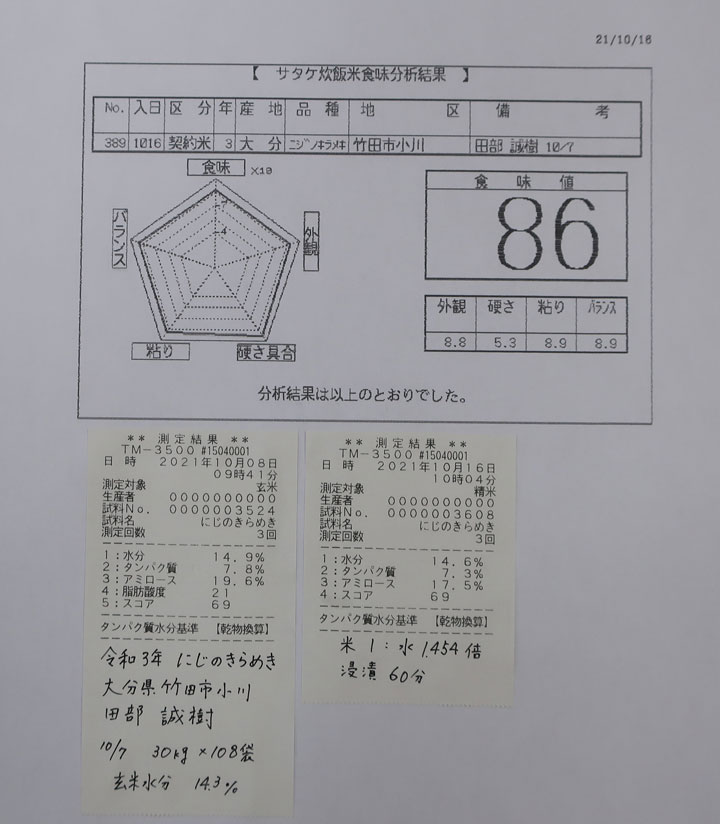 21/10/16
【 サタケ炊飯米食味分析結果 】
No. 入日 区 分 年 産 地 品 種 地 区 備 考
389 1016 契約米 3 大 分 ニジノキラメキ 竹田市小川 田部 誠樹 10/7
食味 ×10
バランス
外観
7
4
粘り
硬さ具合
食 味 値
86
外観 硬さ 粘り バランス
8.8 5.3 8.9 8.9
分析結果は以上のとおりでした。
** 測定結果 **
TM-3500 #15040001
日 時 2021年10月08日
09時41分
測定対象 玄米
生産者 0000000000
試料No. 0000003524
試料名 にじのきらめき
測定回数 3回
1:水分 14.9%
2:タンパク質 7.8%
3:アミロース 19.6%
4:脂肪酸度 21
5:スコア 69
タンパク質水分基準 【乾物換算】
令和3年 にじのきらめき
大分県竹田市小川
田部 誠樹
10/7 30kg×108袋
玄米水分 14.3%
** 測定結果 **
TM-3500 #15040001
日 時 2021年10月16日
10時04分
測定対象 精米
生産者 0000000000
試料No. 0000003608
試料名 にじのきらめき
測定回数 3回
1:水分 14.6%
2:タンパク質 7.3%
3:アミロース 17.5%
4:スコア 69
タンパク質水分基準 【乾物換算】
米 1:水 1.454倍
浸漬 60分